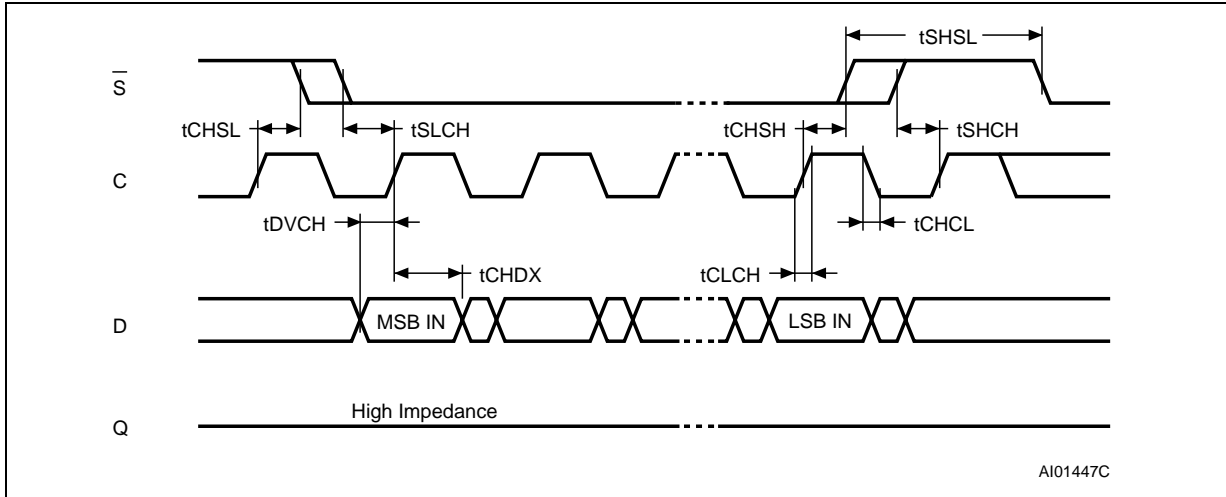 tSHSL
S
tCHSL
tSLCH
tCHSH
tSHCH
C
tDVCH
tCHCL
tCHDX
tCLCH
D
MSB IN
LSB IN
High Impedance
Q
AI01447C